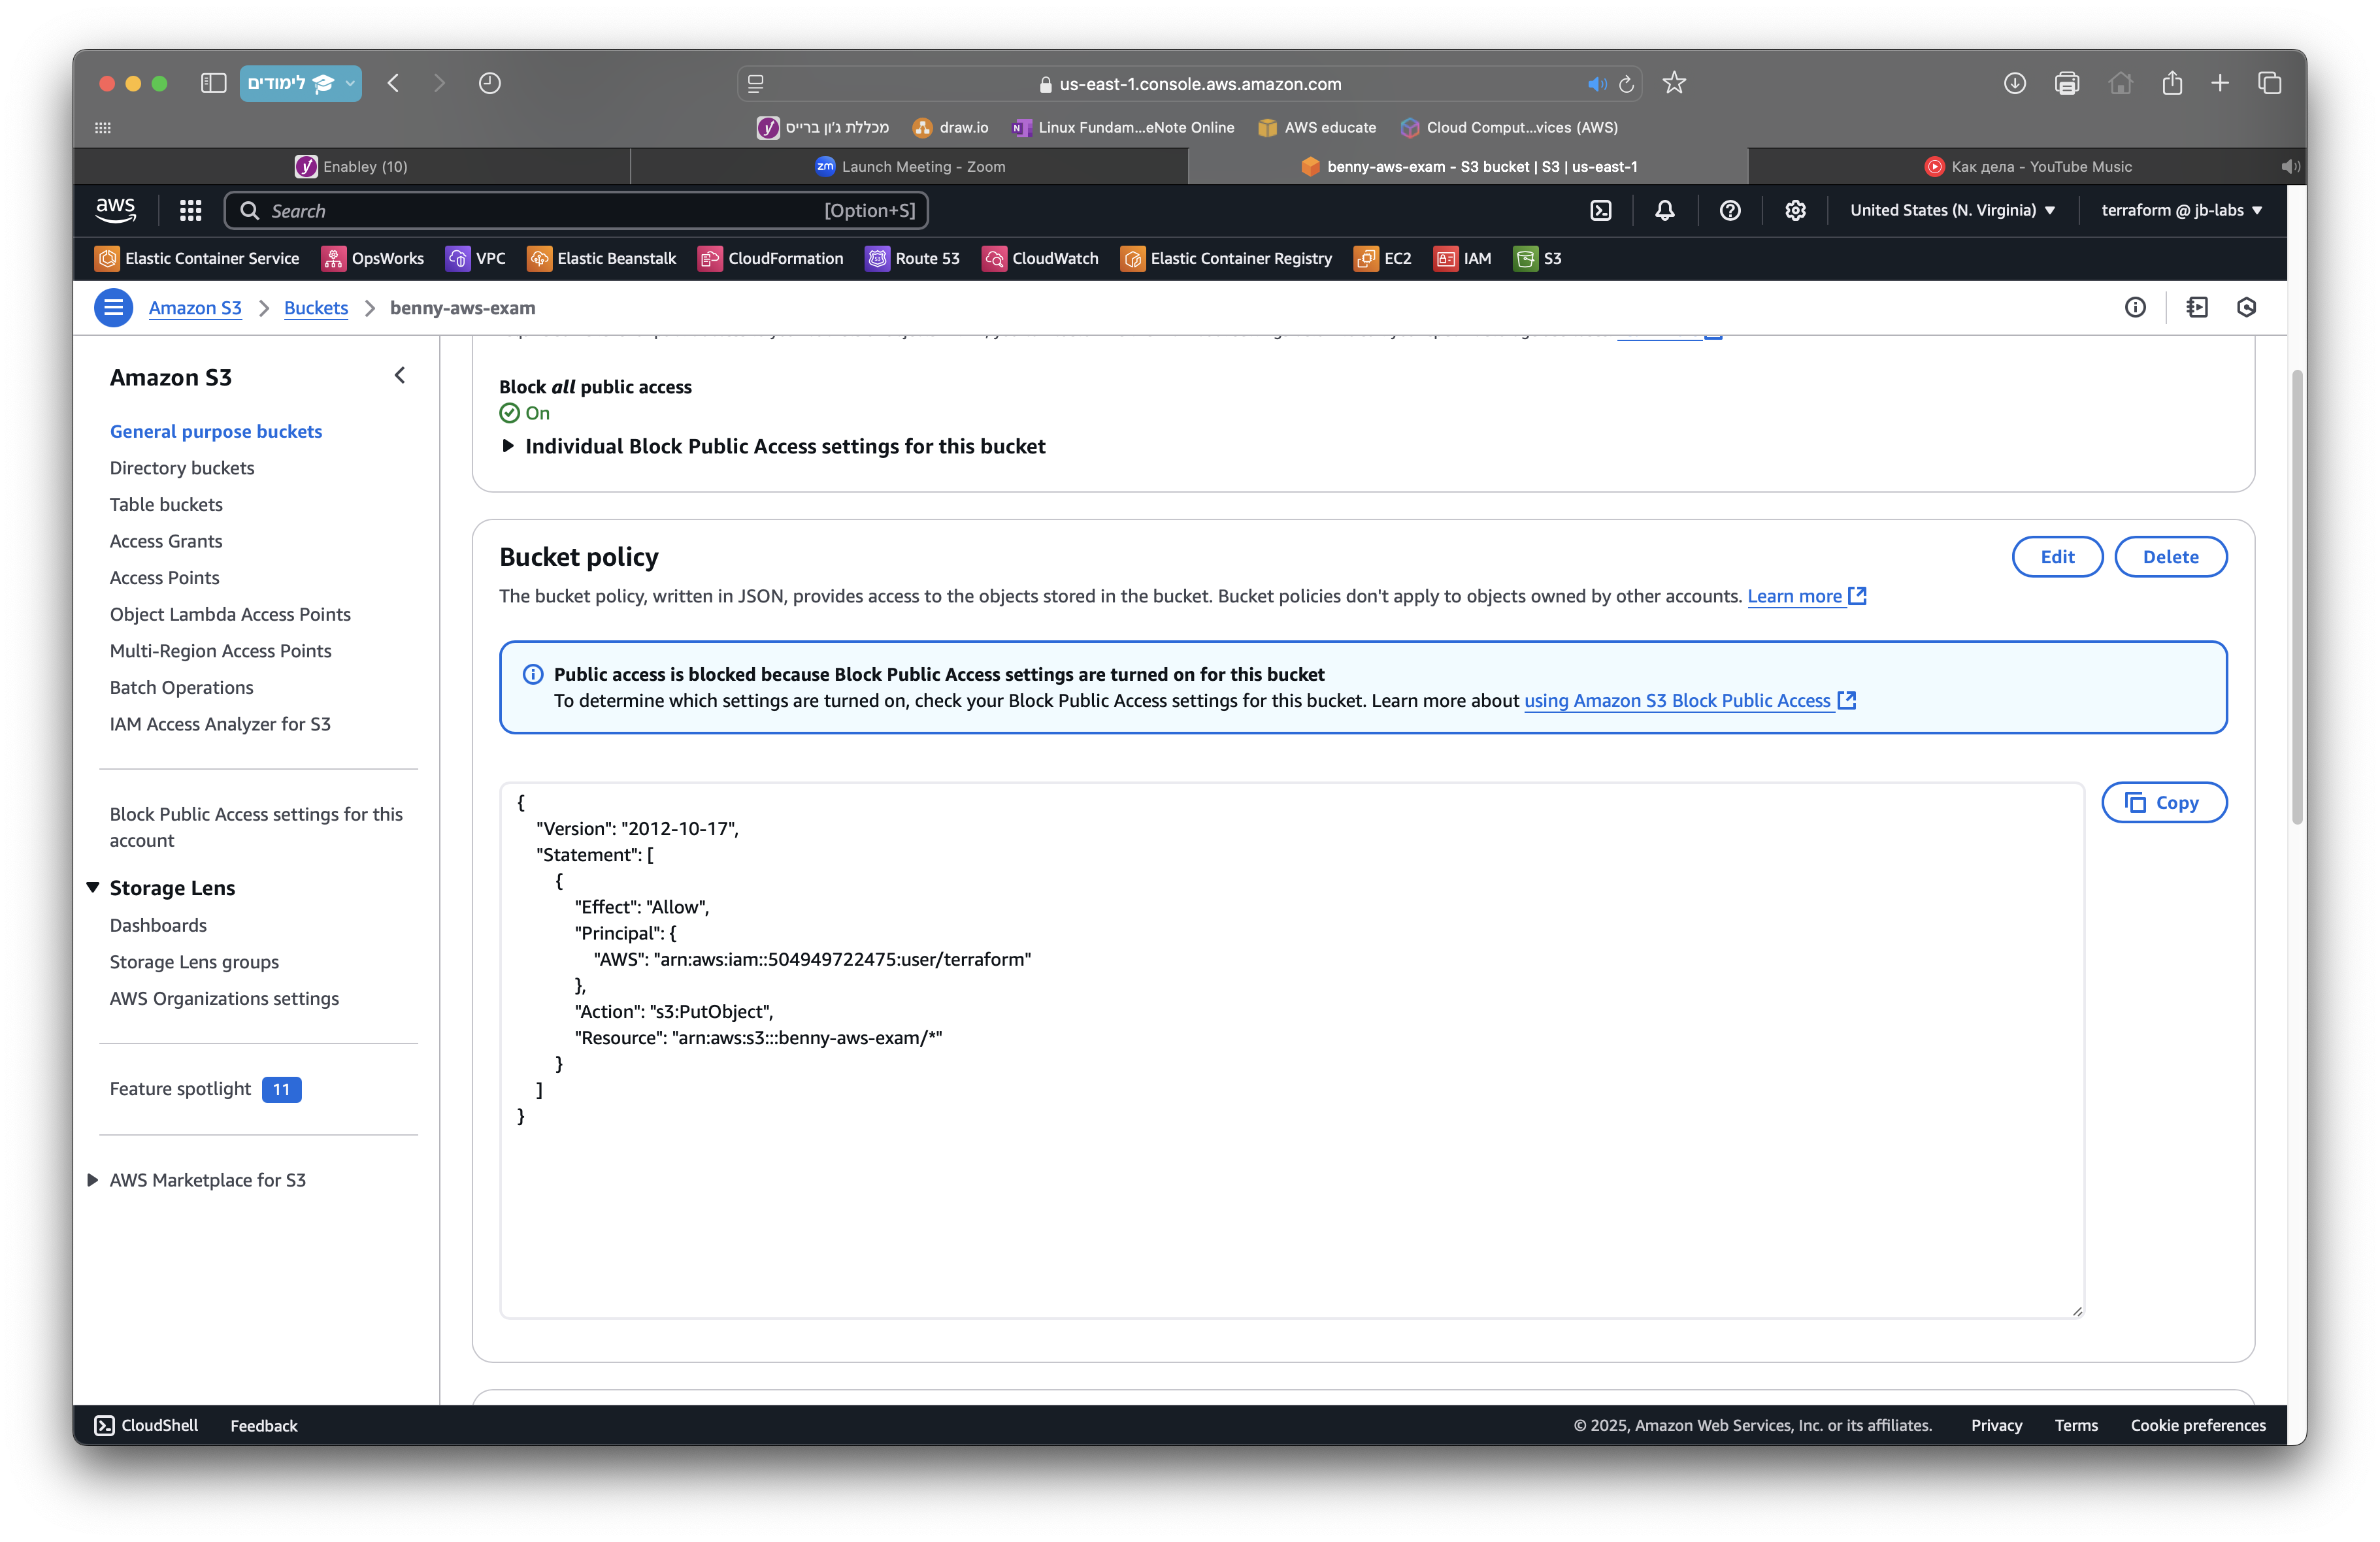 לימודים
us-east-1.console.aws.amazon.com
מכללת ג'ון ברייס
draw.io
Linux Fundam...eNote Online
AWS educate
Cloud Comput...vices (AWS)
Enabley (10)
zm Launch Meeting - Zoom
benny-aws-exam - S3 bucket | S3 | us-east-1
Как дела - YouTube Music
aws
Search
[Option+S]
United States (N. Virginia)
terraform @ jb-labs
Elastic Container Service
OpsWorks
VPC
Elastic Beanstalk
CloudFormation
Route 53
CloudWatch
Elastic Container Registry
EC2
IAM
S3
Amazon S3
Buckets
benny-aws-exam
Amazon S3
General purpose buckets
Directory buckets
Table buckets
Access Grants
Access Points
Object Lambda Access Points
Multi-Region Access Points
Batch Operations
IAM Access Analyzer for S3
Block Public Access settings for this
account
Storage Lens
Dashboards
Storage Lens groups
AWS Organizations settings
Feature spotlight 11
AWS Marketplace for S3
Block all public access
On
Individual Block Public Access settings for this bucket
Bucket policy
Edit
Delete
The bucket policy, written in JSON, provides access to the objects stored in the bucket. Bucket policies don't apply to objects owned by other accounts. Learn more
Public access is blocked because Block Public Access settings are turned on for this bucket
To determine which settings are turned on, check your Block Public Access settings for this bucket. Learn more about using Amazon S3 Block Public Access
Copy
{
"Version": "2012-10-17",
"Statement": [
{
"Effect": "Allow",
"Principal": {
"AWS": "arn:aws:iam::504949722475:user/terraform"
},
"Action": "s3:PutObject",
"Resource": "arn:aws:s3:::benny-aws-exam/*"
}
]
}
CloudShell
Feedback
© 2025, Amazon Web Services, Inc. or its affiliates.
Privacy
Terms
Cookie preferences